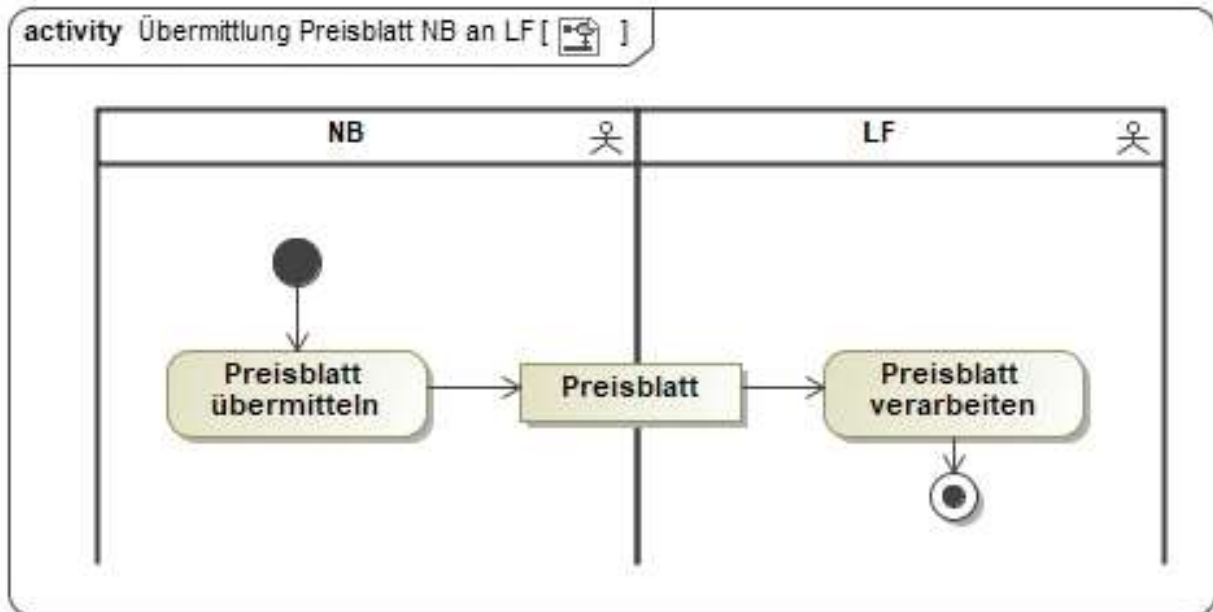 activity Übermittlung Preisblatt NB an LF [ ]
NB
LF
Preisblatt
übermitteln
Preisblatt
Preisblatt
verarbeiten